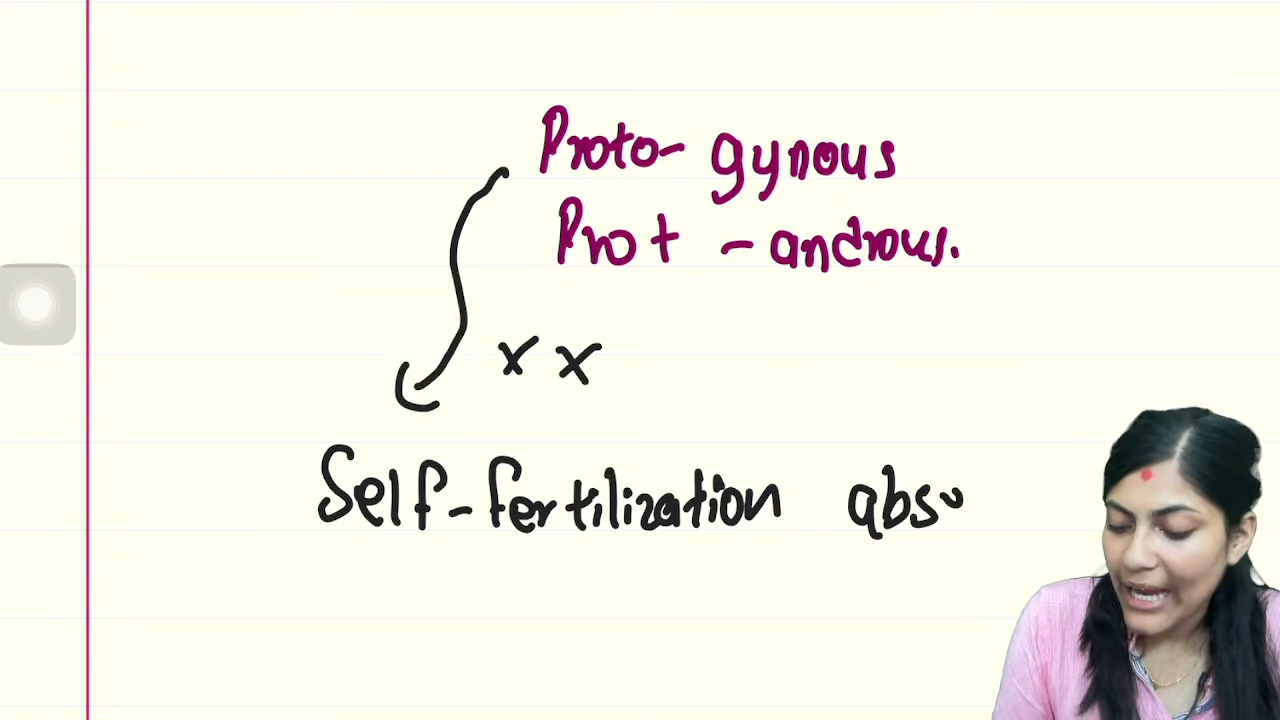 Proto- gynous
Prot - androus.
x x
Self-fertilization abs